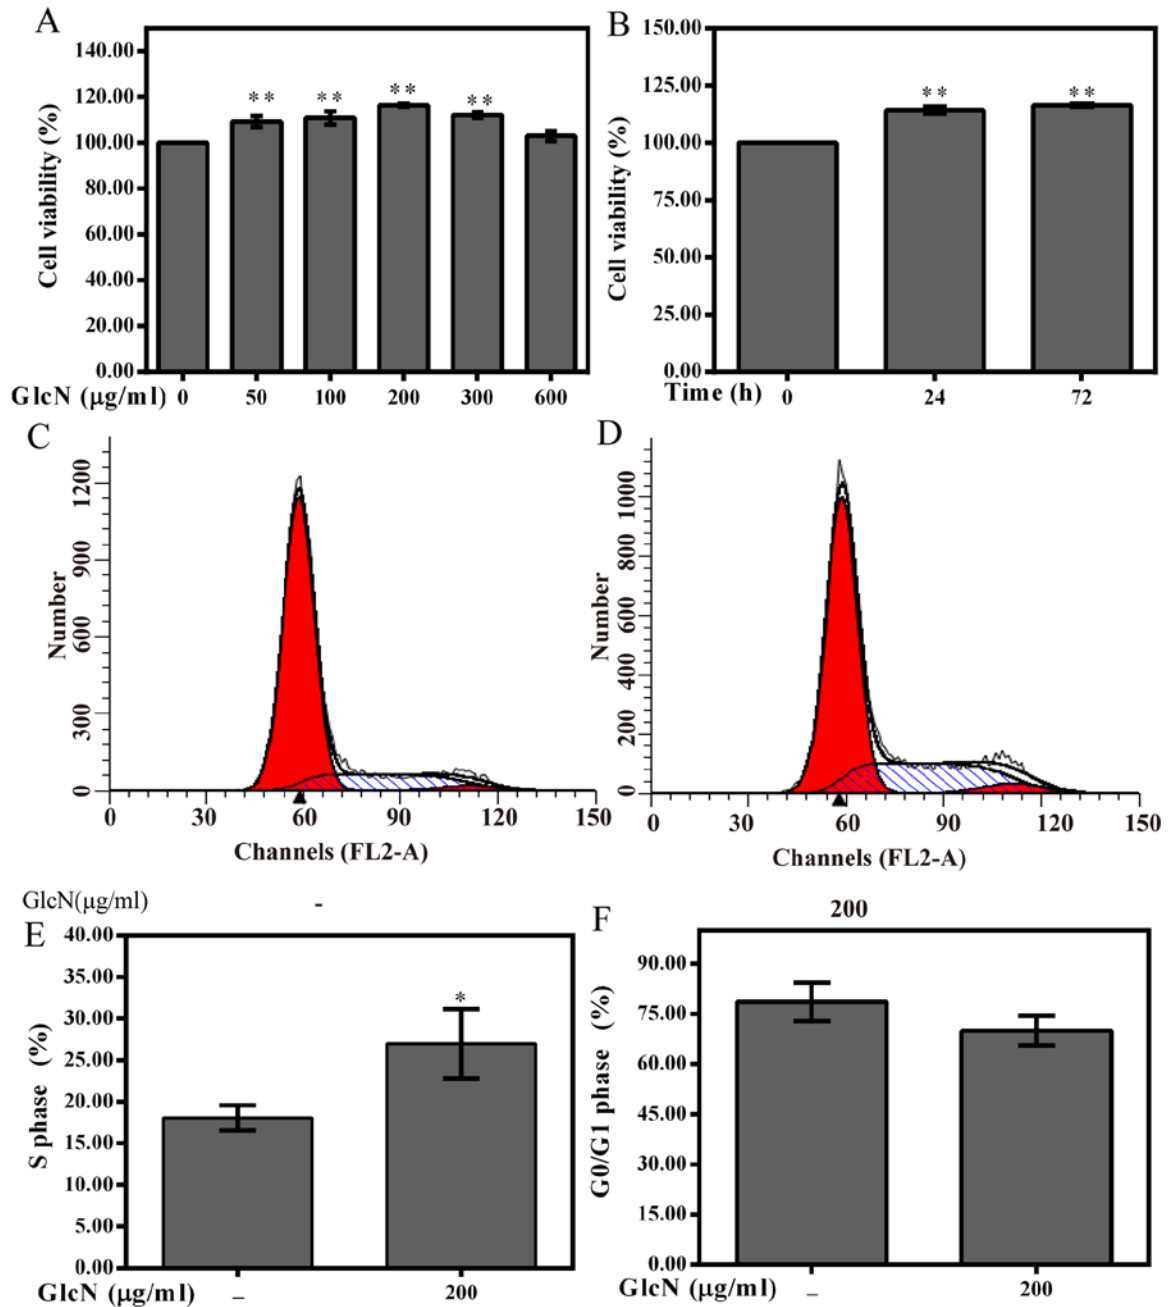 A
140.00
120.00
100.00
80.00
60.00
40.00
20.00
0.00
Cell viability (%)
** ** ** **
GlcN (μg/ml) 0 50 100 200 300 600
B
150.00
125.00
100.00
75.00
50.00
25.00
0.00
Cell viability (%)
** **
Time (h) 0 24 72
C
1200
900
600
300
0
Number
0 30 60 90 120 150
Channels (FL2-A)
D
1000
800
600
400
200
0
Number
0 30 60 90 120 150
Channels (FL2-A)
GlcN(μg/ml) - 200
E
40.00
35.00
30.00
25.00
20.00
15.00
10.00
5.00
0.00
S phase (%)
*
GlcN (μg/ml) – 200
F
90.00
75.00
60.00
45.00
30.00
15.00
0.00
G0/G1 phase (%)
GlcN (μg/ml) – 200